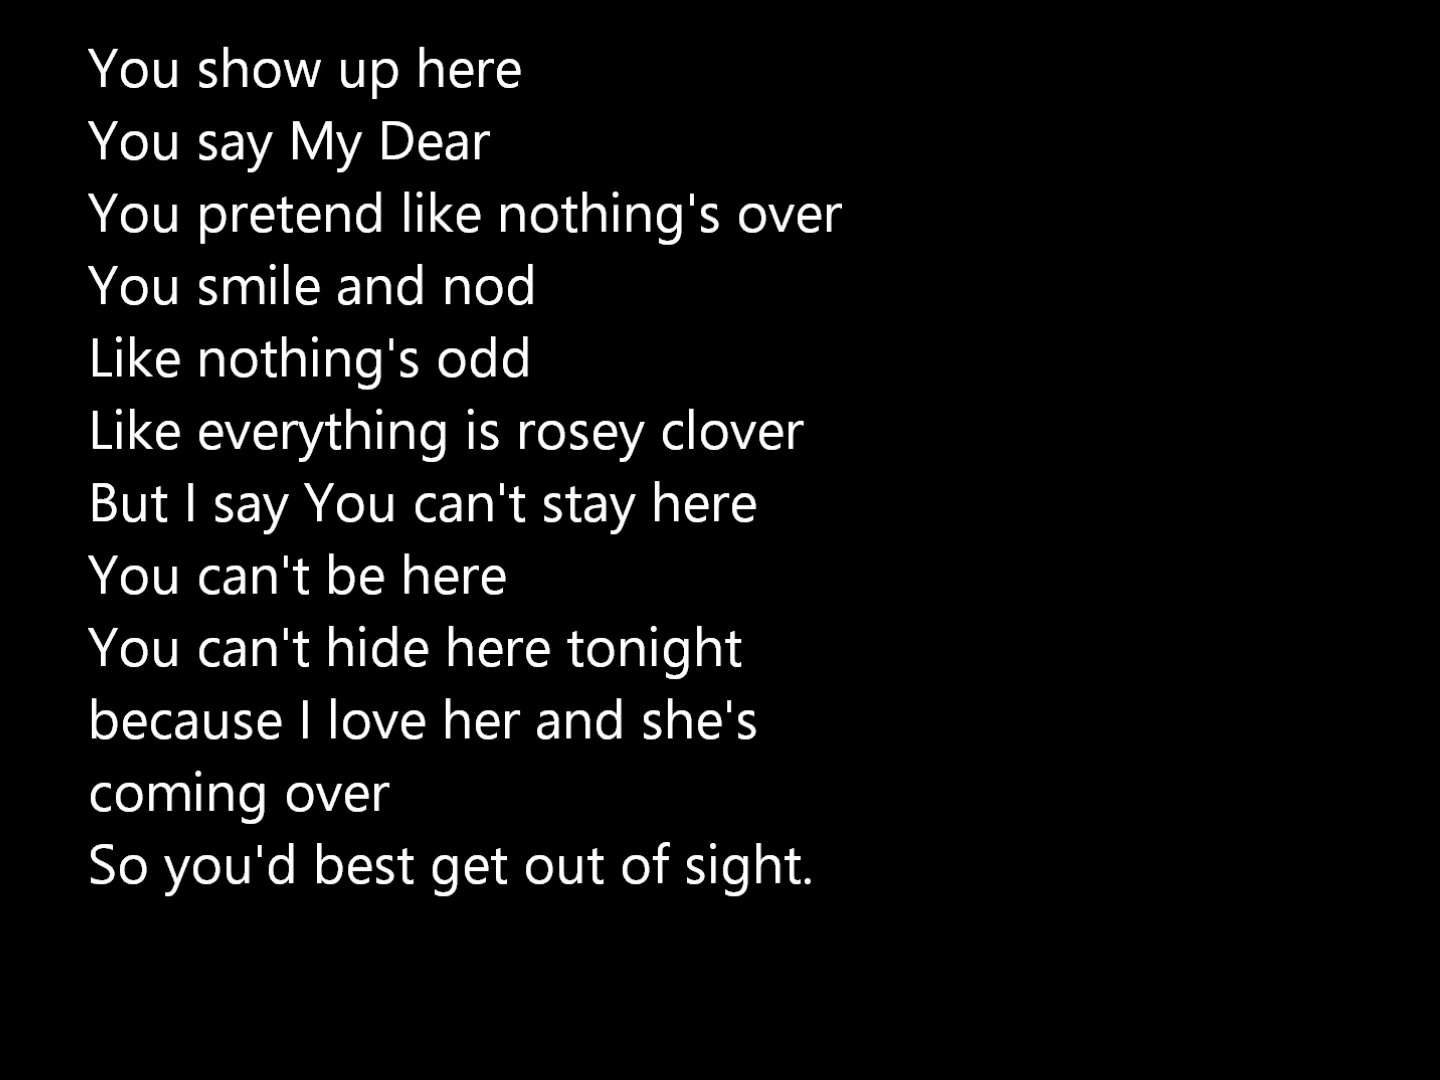 You show up here
You say My Dear
You pretend like nothing's over
You smile and nod
Like nothing's odd
Like everything is rosey clover
But I say You can't stay here
You can't be here
You can't hide here tonight
because I love her and she's
coming over
So you'd best get out of sight.